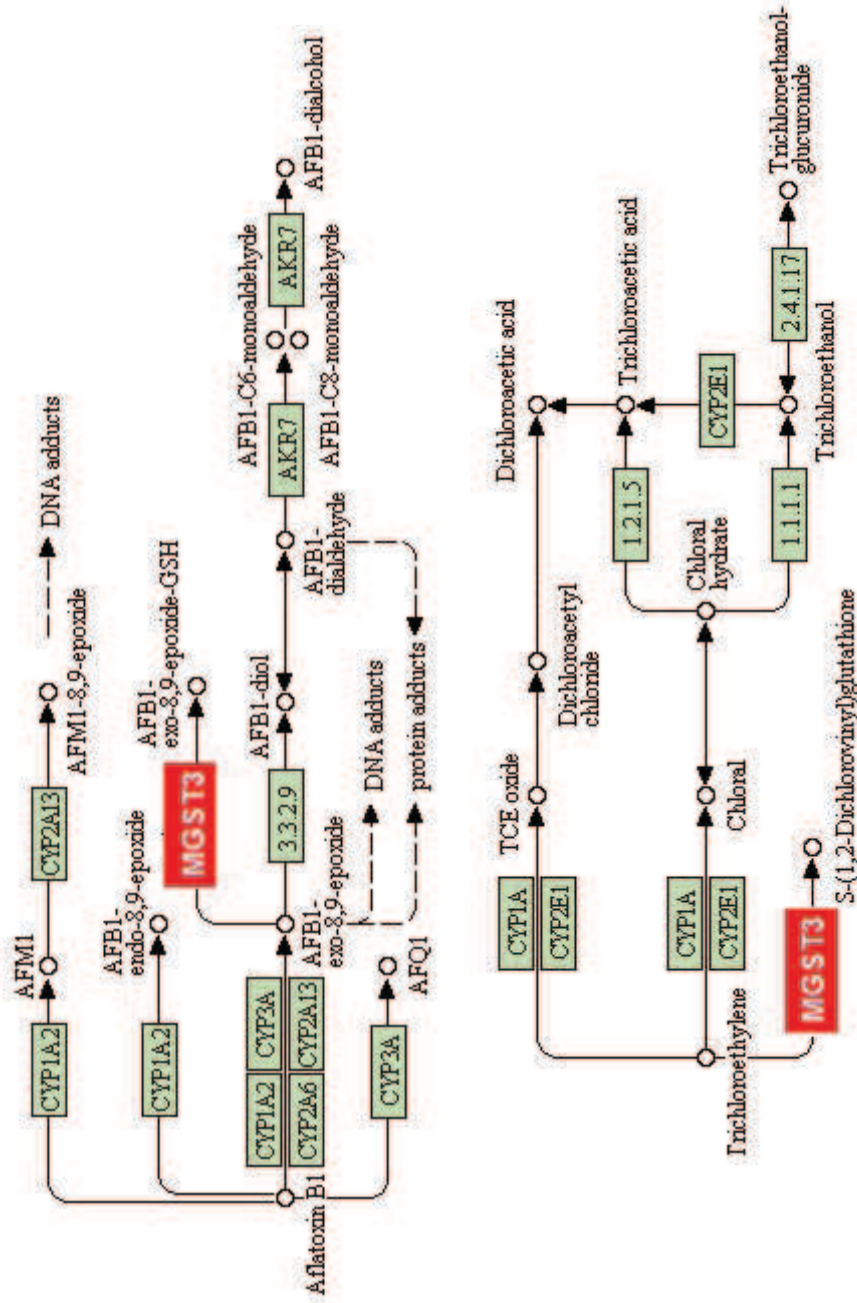 CYP1A2
AFM1
CYP2A13
AFM1-8,9-epoxide
DNA adducts
CYP1A2
AFB1-
endo-8,9-epoxide
MGST3
AFB1-
exo-8,9-epoxide-GSH
Aflatoxin B1
CYP1A2
CYP3A
CYP2A6
CYP2A13
AFB1-
exo-8,9-epoxide
3.3.2.9
AFB1-diol
AFB1-
dialdehyde
AKR7
AFB1-C6-monoaldehyde
AFB1-C8-monoaldehyde
AKR7
AFB1-dialcohol
DNA adducts
protein adducts
CYP3A
AFQ1
CYP1A
CYP2E1
TCE oxide
Dichloroacetyl
chloride
Dichloroacetic acid
Trichloroethylene
CYP1A
CYP2E1
Chloral
Chloral
hydrate
1.2.1.5
Trichloroacetic acid
CYP2E1
1.1.1.1
Trichloroethanol
2.4.1.17
Trichloroethanol-
glucuronide
MGST3
S-(1,2-Dichlorovinyl)glutathione